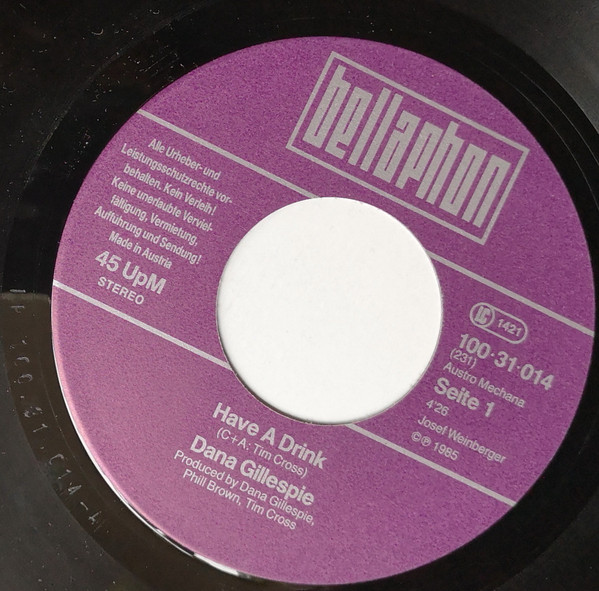 bellaphon
Alle Urheber- und
Leistungsschutzrechte vor-
behalten. Kein Verleih!
Keine unerlaubte Verviel-
fältigung, Vermietung,
Aufführung und Sendung!
Made in Austria
45 UpM
STEREO
LC 1421
100·31·014
(231)
Austro Mechana
Seite 1
4'26
Josef Weinberger
©℗ 1985
Have A Drink
(C+A: Tim Cross)
Dana Gillespie
Produced by Dana Gillespie,
Phill Brown, Tim Cross